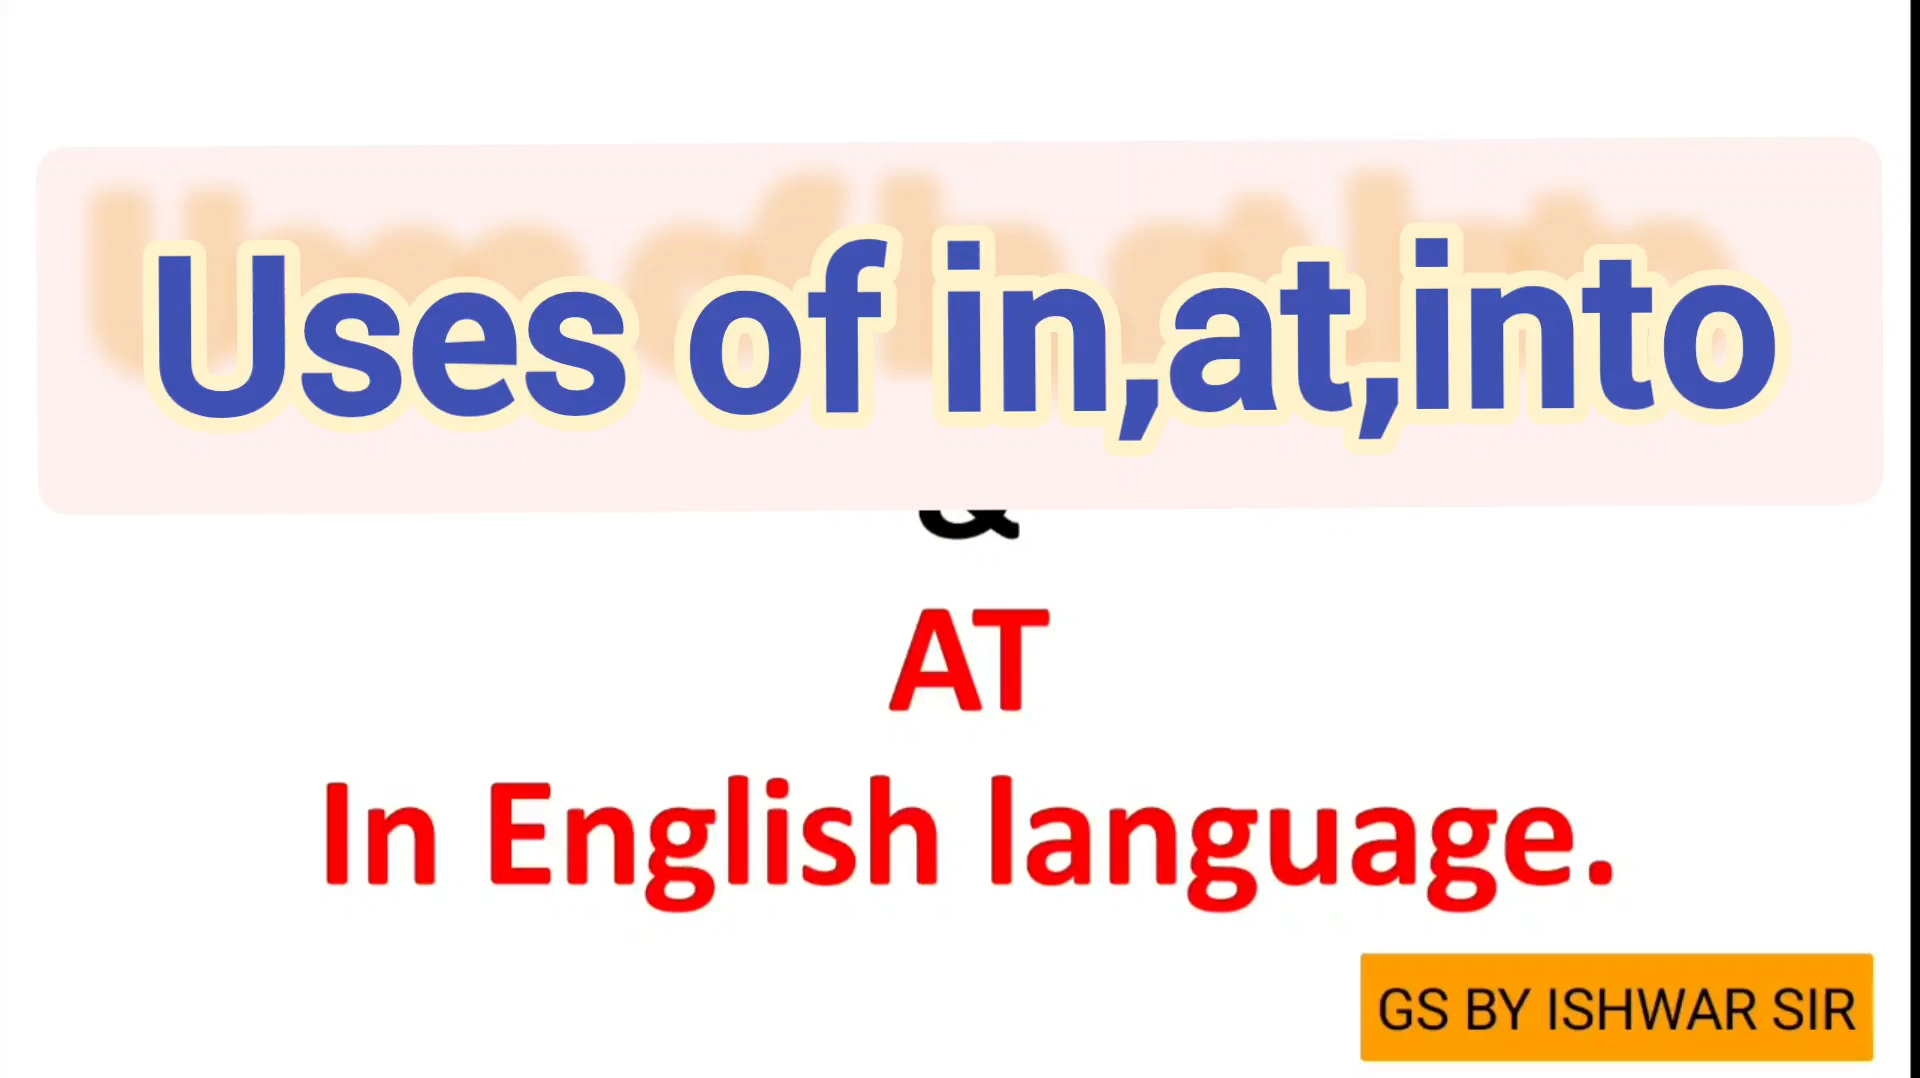 Uses of in,at,into
&
AT
In English language.
GS BY ISHWAR SIR